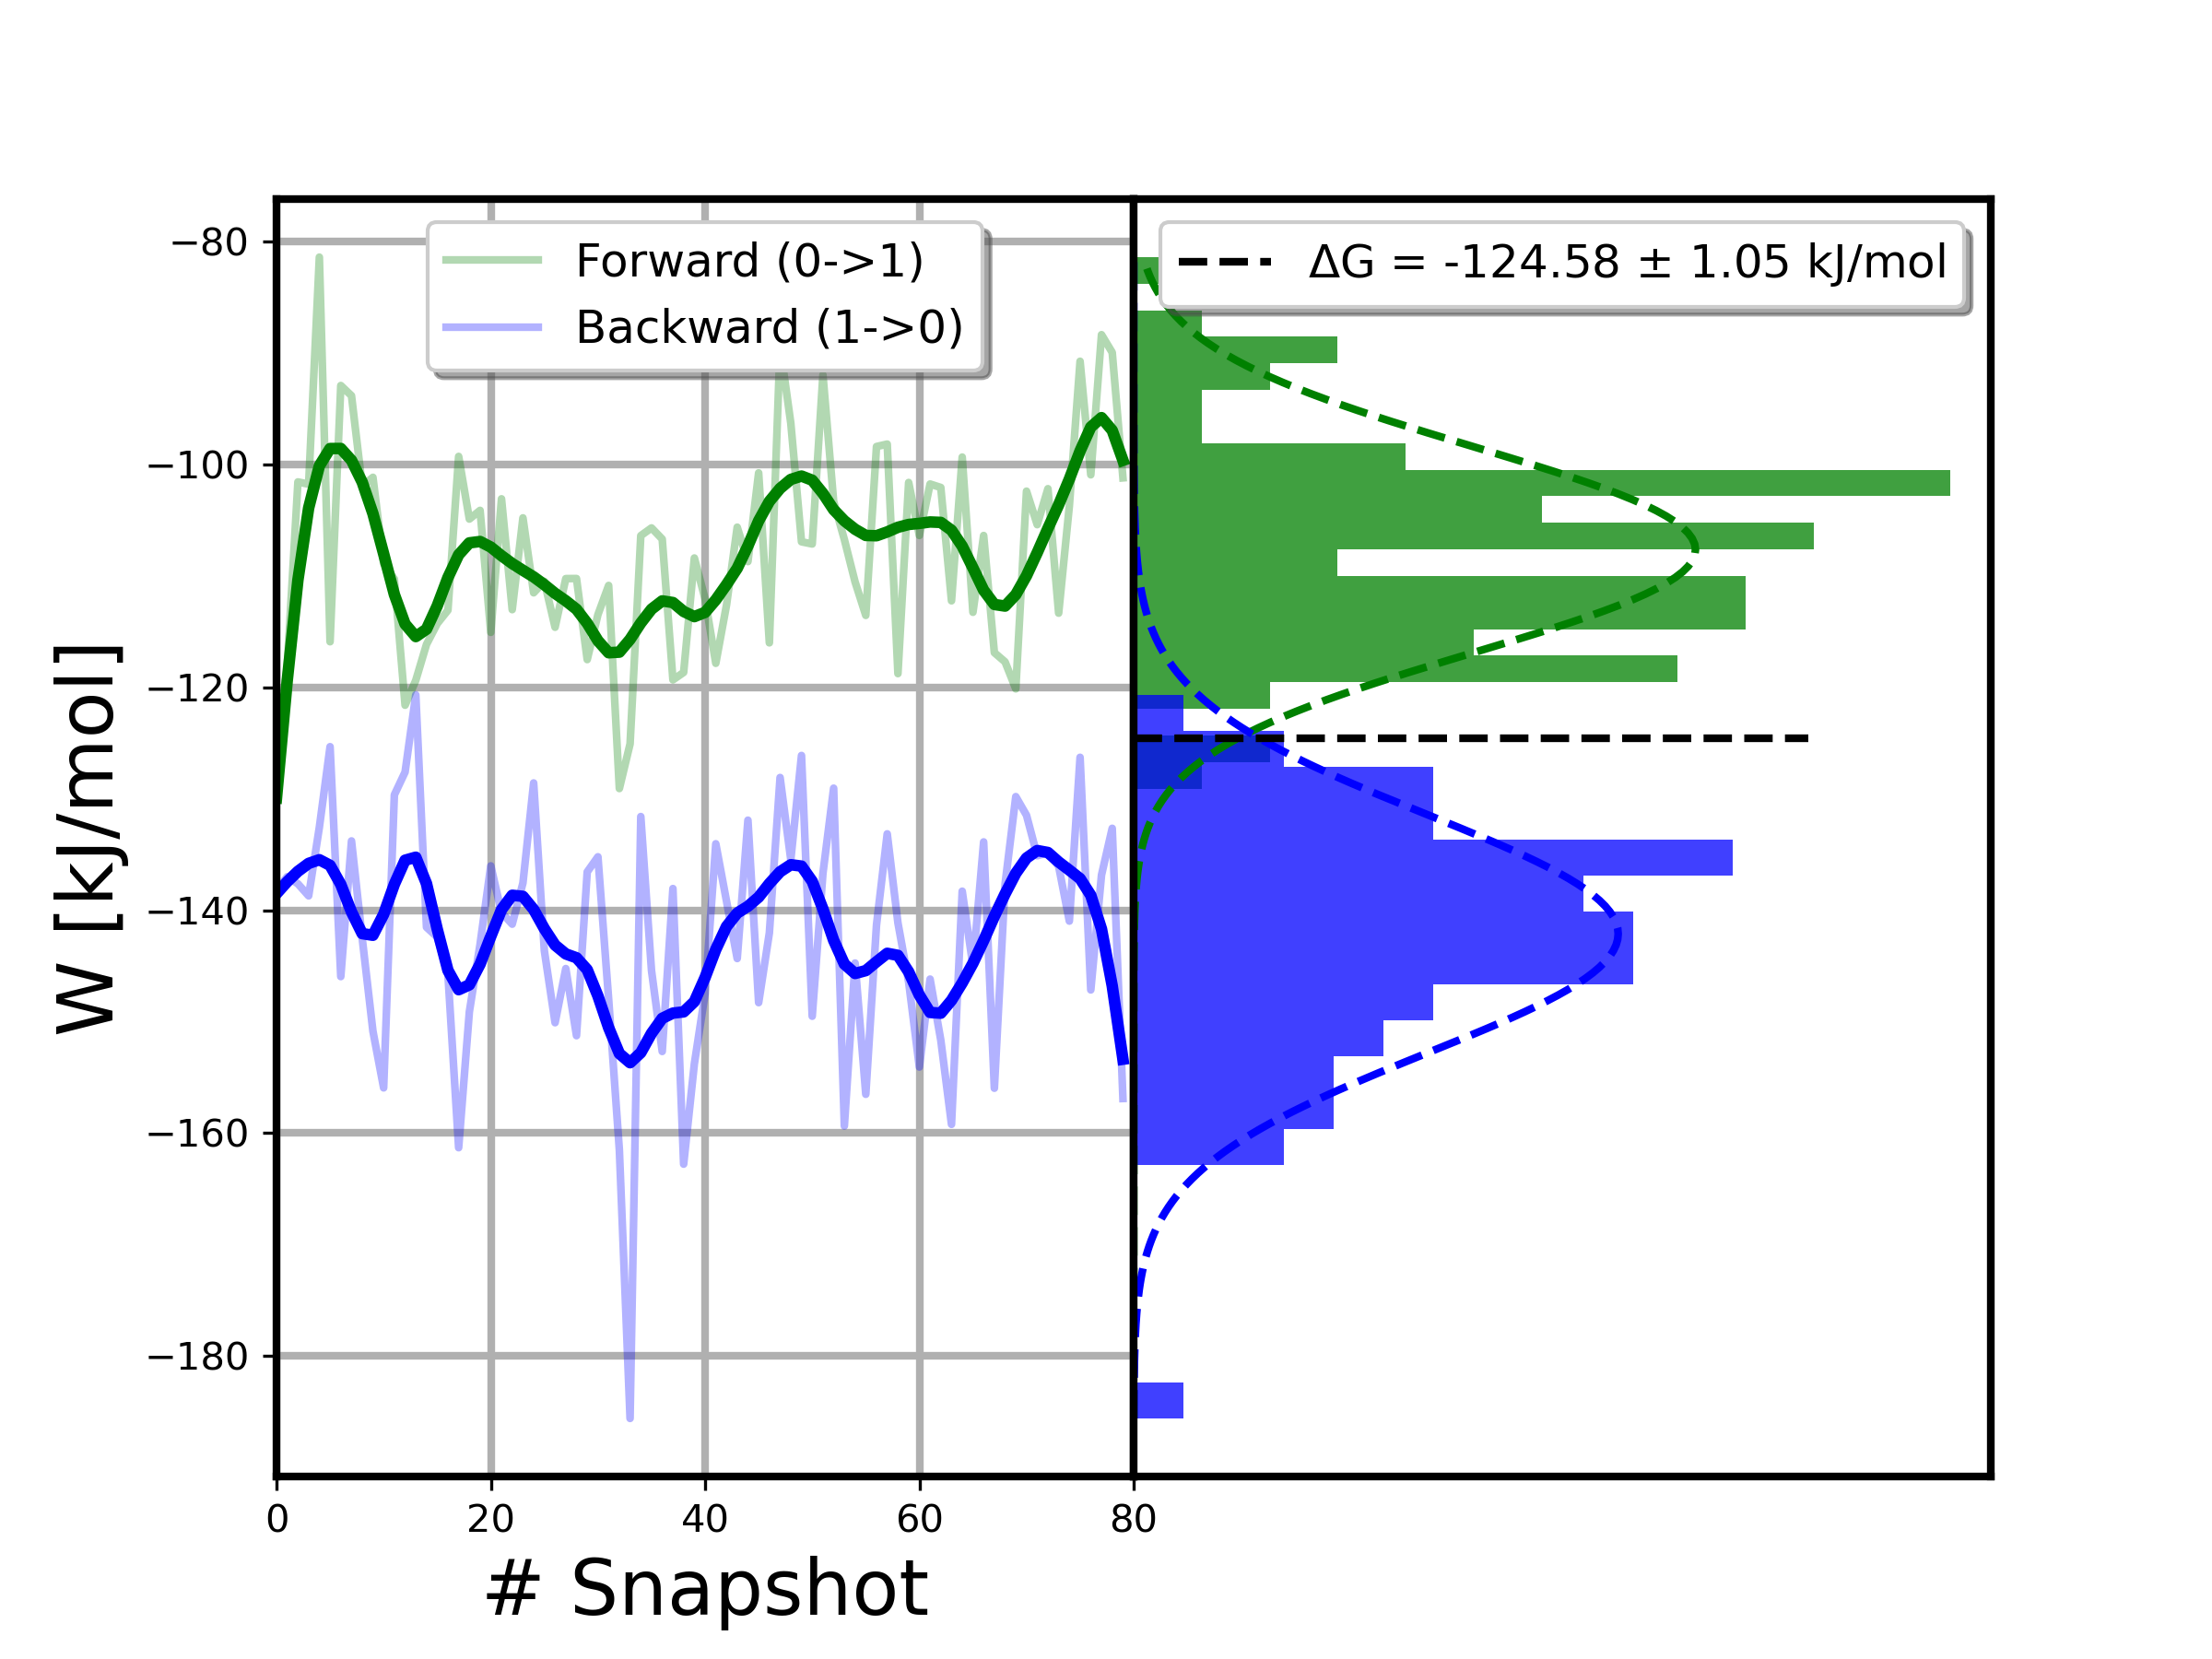 Forward (0->1)
Backward (1->0)
ΔG = -124.58 ± 1.05 kJ/mol
W [kJ/mol]
−80
−100
−120
−140
−160
−180
0 20 40 60 80
# Snapshot